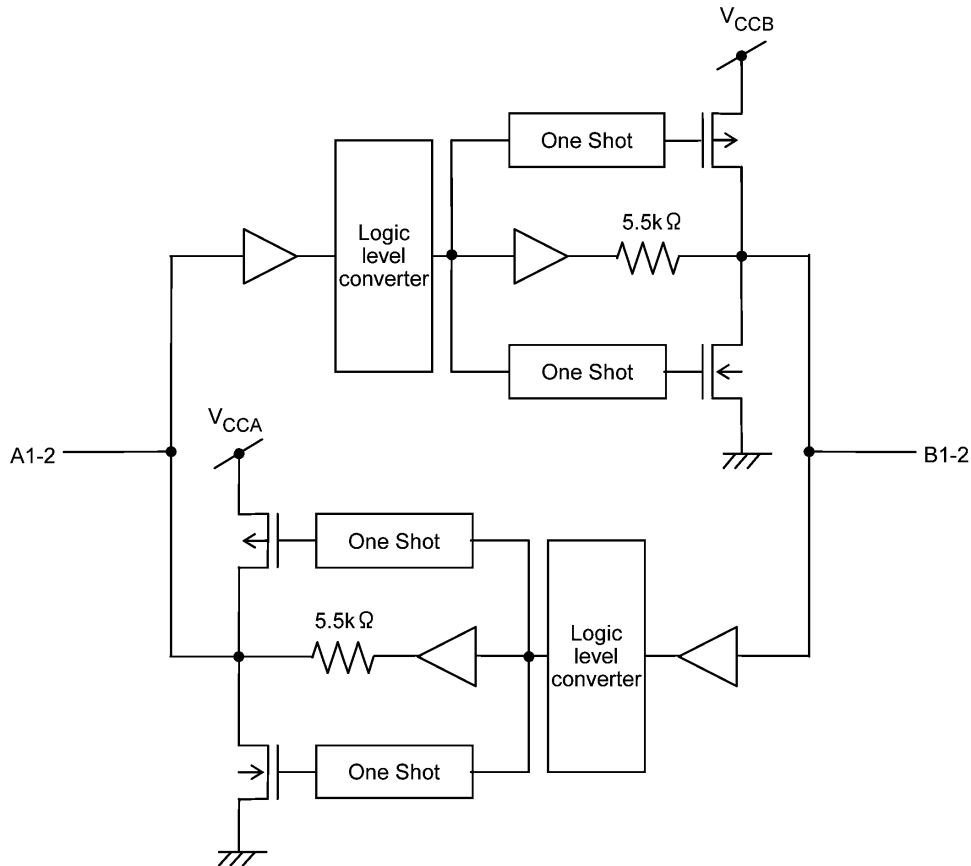 VCCB
One Shot
5.5kΩ
Logic
level
converter
One Shot
VCCA
A1-2
B1-2
One Shot
5.5kΩ
Logic
level
converter
One Shot